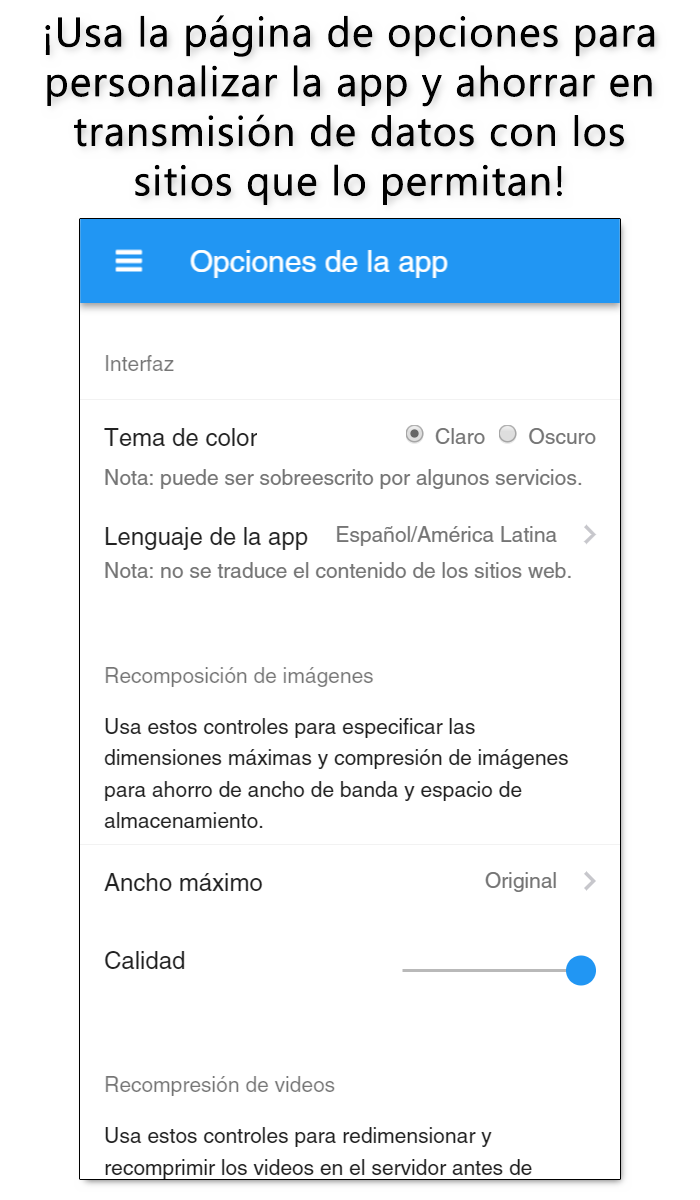 ¡Usa la página de opciones para
personalizar la app y ahorrar en
transmisión de datos con los
sitios que lo permitan!
Opciones de la app
Interfaz
Tema de color Claro Oscuro
Nota: puede ser sobreescrito por algunos servicios.
Lenguaje de la app Español/América Latina
Nota: no se traduce el contenido de los sitios web.
Recomposición de imágenes
Usa estos controles para especificar las
dimensiones máximas y compresión de imágenes
para ahorro de ancho de banda y espacio de
almacenamiento.
Ancho máximo Original
Calidad
Recompresión de videos
Usa estos controles para redimensionar y
recomprimir los videos en el servidor antes de